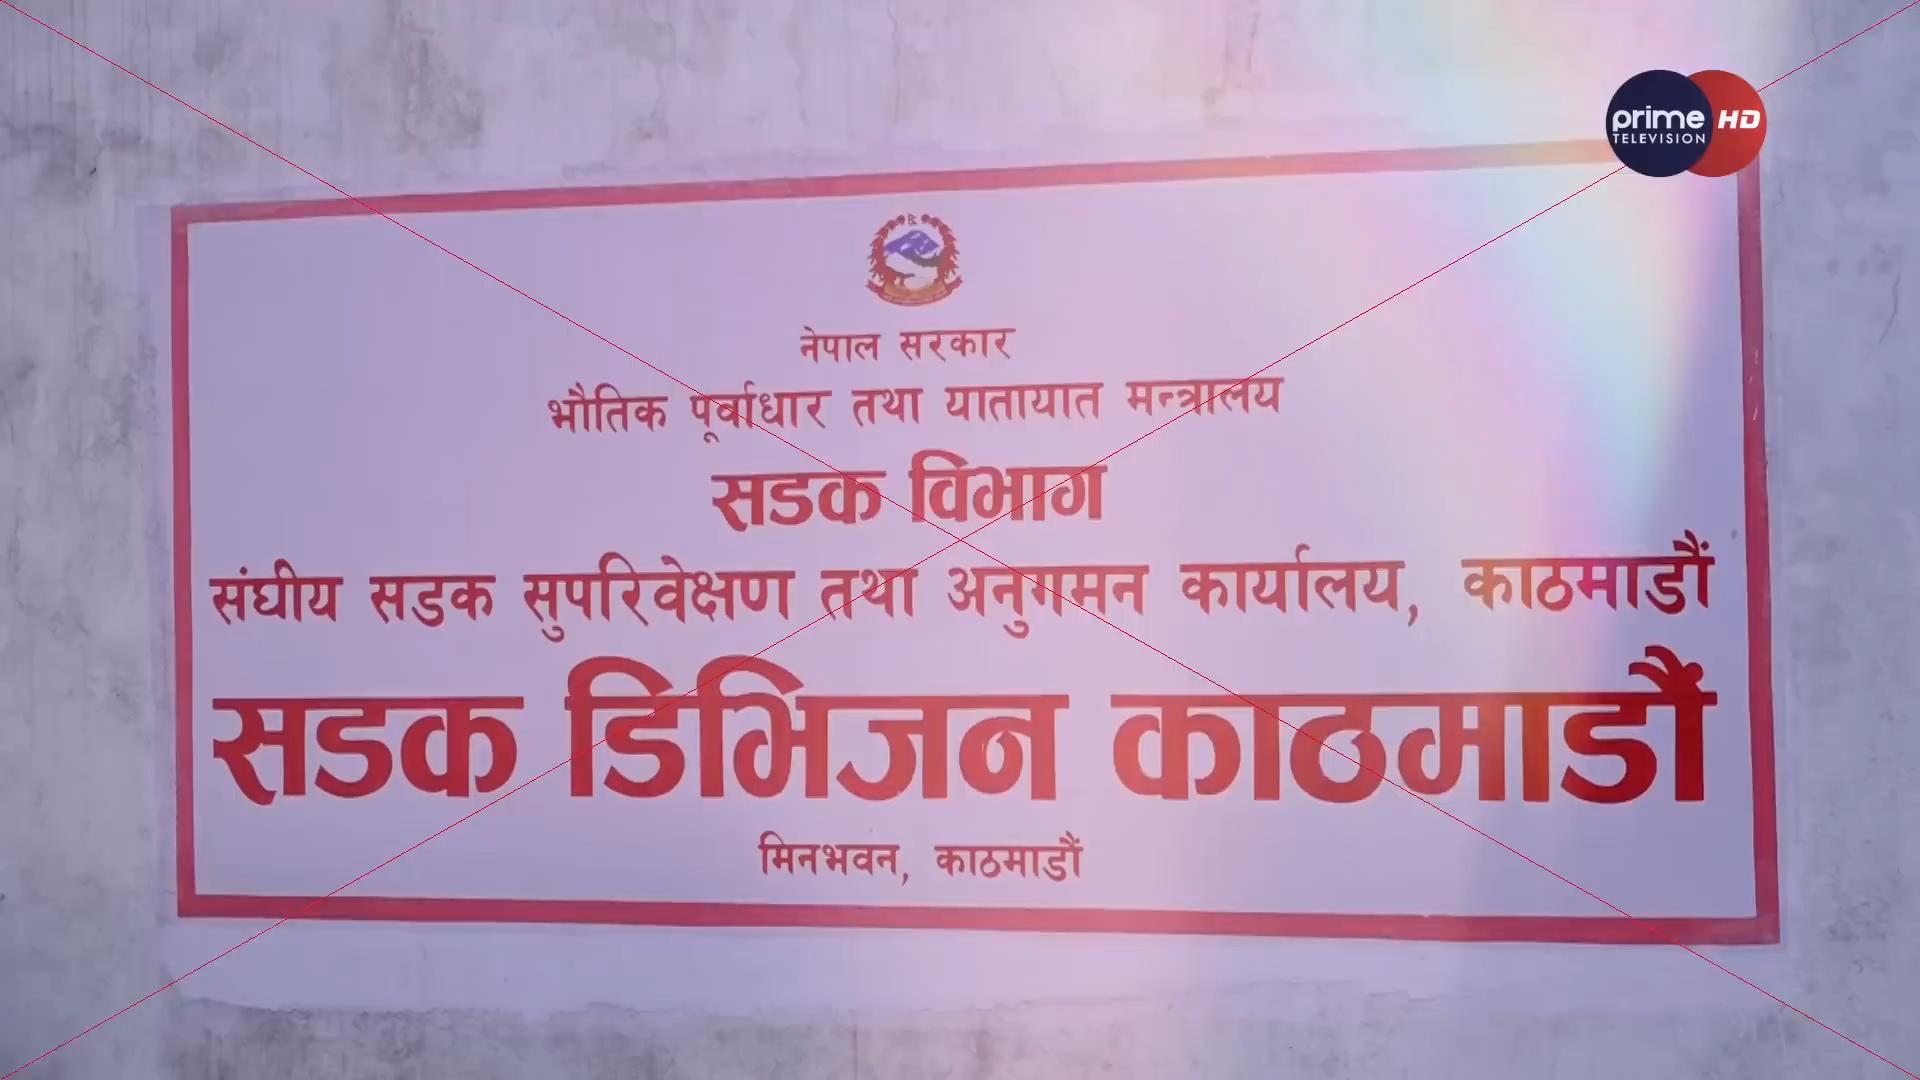 prime HD
TELEVISION
नेपाल सरकार
भौतिक पूर्वाधार तथा यातायात मन्त्रालय
सडक विभाग
संघीय सडक सुपरिवेक्षण तथा अनुगमन कार्यालय, काठमाडौं
सडक डिभिजन काठमाडौं
मिनभवन, काठमाडौं